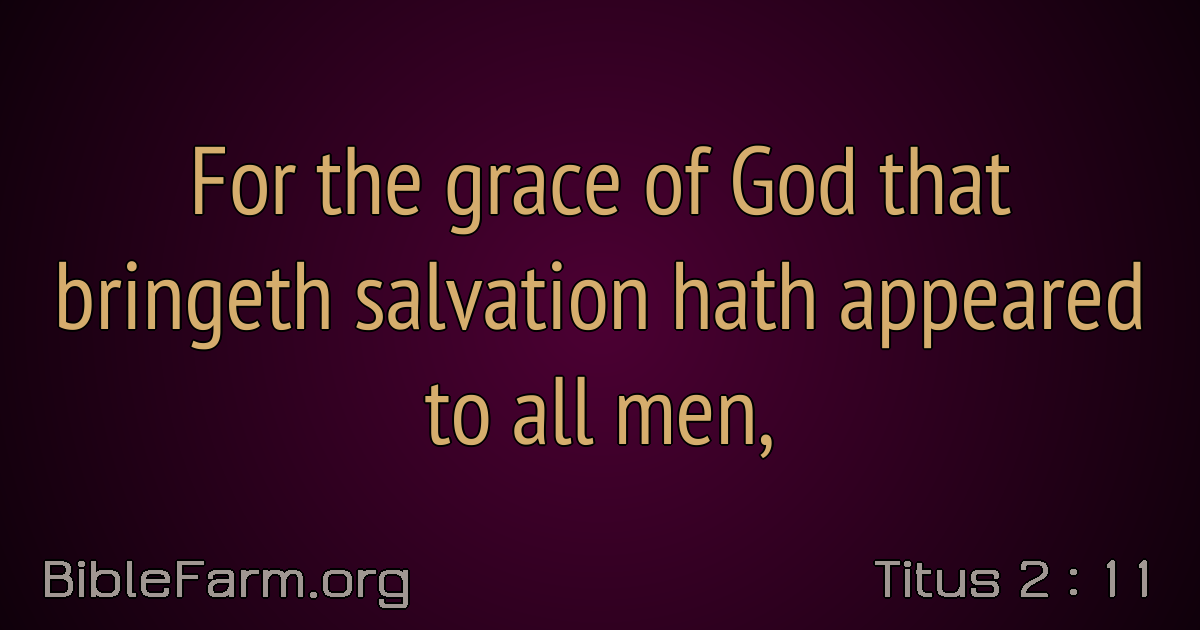 For the grace of God that
bringeth salvation hath appeared
to all men,
BibleFarm.org
Titus 2 : 11